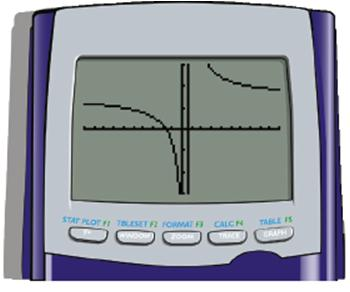 STAT PLOT F1 TBLSET F2 FORMAT F3 CALC F4 TABLE F5
Y= WINDOW ZOOM TRACE GRAPH